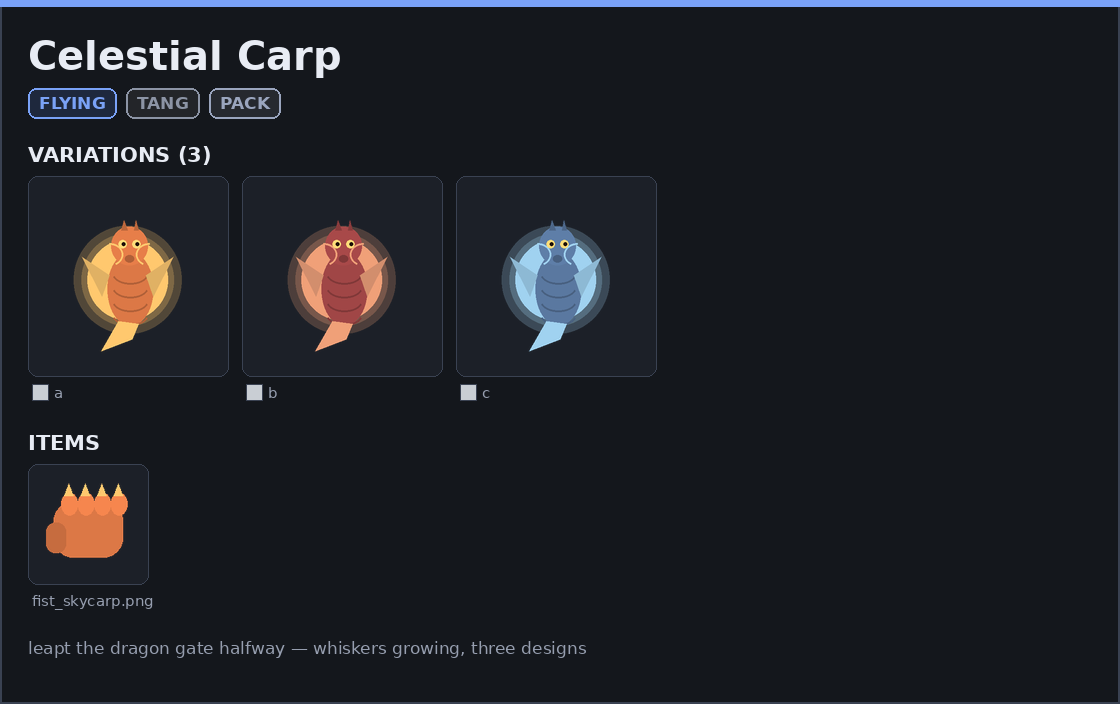 Celestial Carp
FLYING TANG PACK
VARIATIONS (3)
a b c
ITEMS
fist_skycarp.png
leapt the dragon gate halfway — whiskers growing, three designs